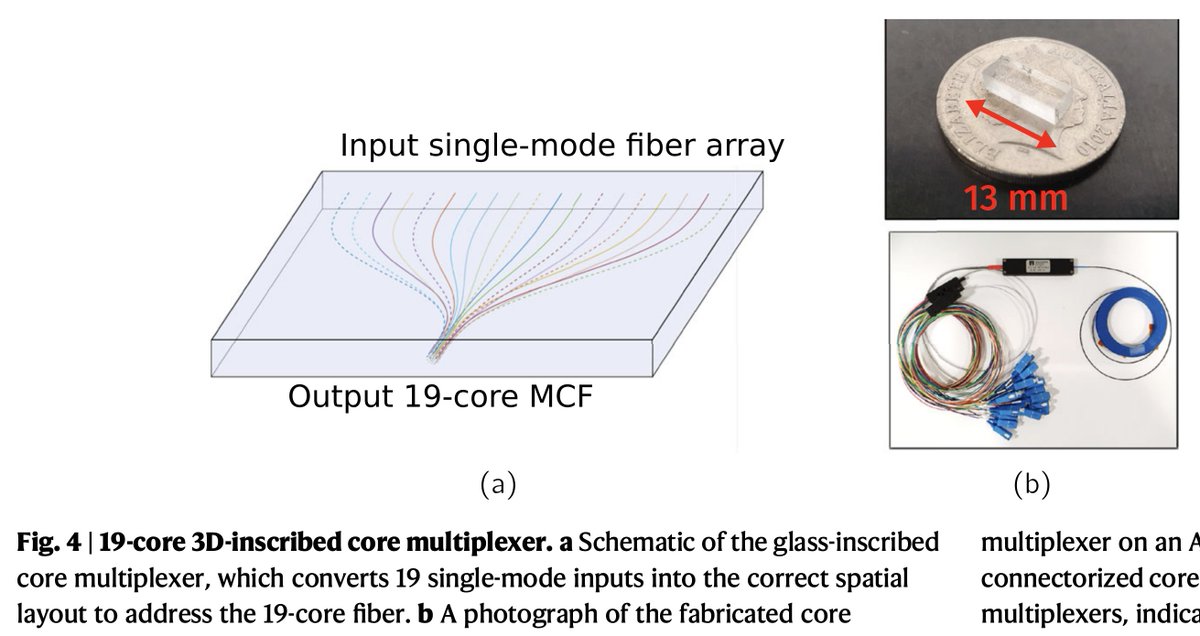 Input single-mode fiber array
Output 19-core MCF
(a)
ELIZABETH II AUSTRALIA 2010
13 mm
(b)
Fig. 4 | 19-core 3D-inscribed core multiplexer. a Schematic of the glass-inscribed
core multiplexer, which converts 19 single-mode inputs into the correct spatial
layout to address the 19-core fiber. b A photograph of the fabricated core
multiplexer on an A
connectorized core
multiplexers, indica